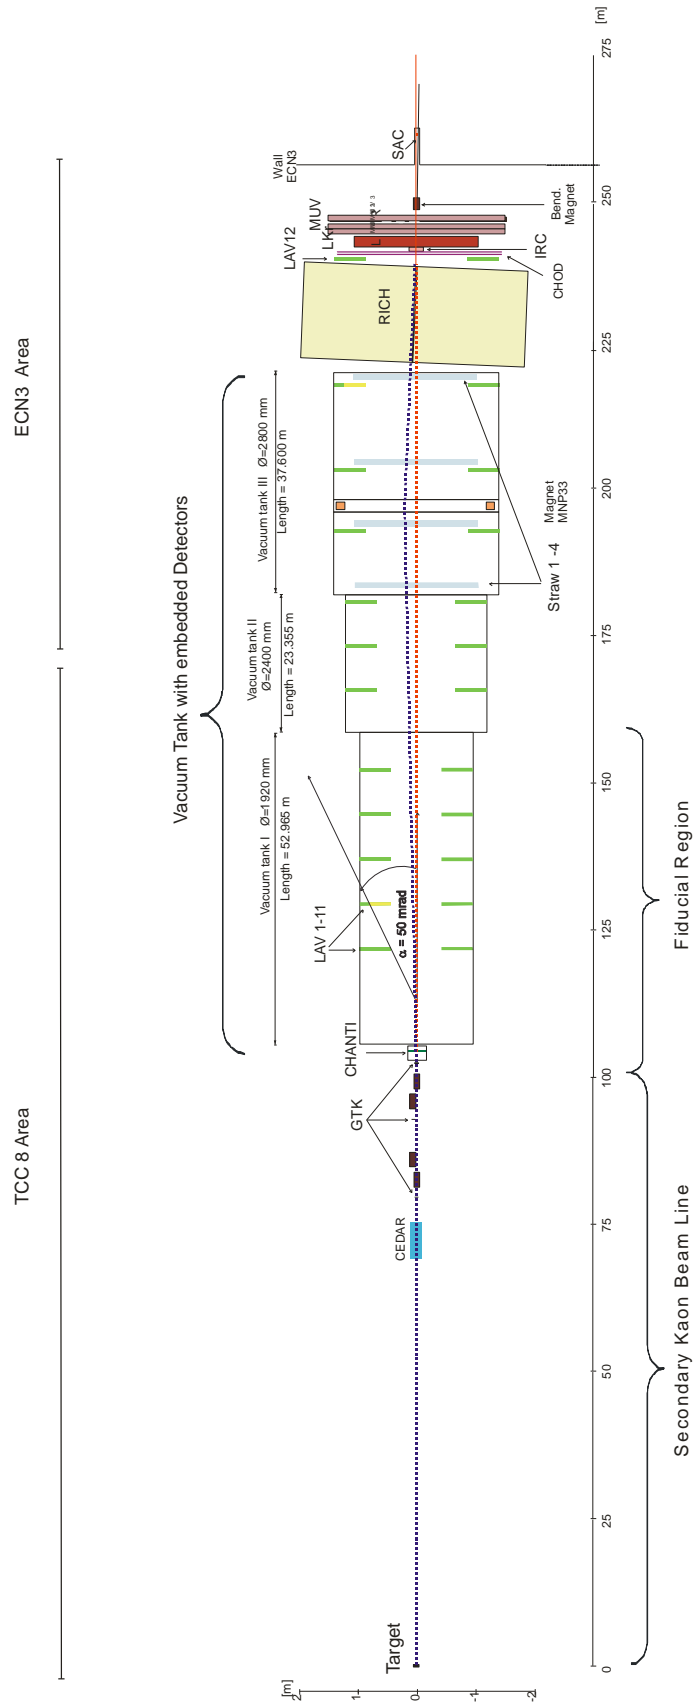 TCC 8 Area
ECN3 Area
Vacuum Tank with embedded Detectors
Vacuum tank I Ø=1920 mm
Length = 52.965 m
Vacuum tank II
Ø=2400 mm
Length = 23.355 m
Vacuum tank III Ø=2800 mm
Length = 37.600 m
[m]
2
1
0
-1
-2
Target
CEDAR
GTK
CHANTI
LAV 1-11
α = 50 mrad
RICH
LAV12
LKr
MUV
Wall
ECN3
SAC
Straw 1 -4
Magnet
MNP33
CHOD
IRC
Bend.
Magnet
0
25
50
75
100
125
150
175
200
225
250
275
[m]
Secondary Kaon Beam Line
Fiducial Region